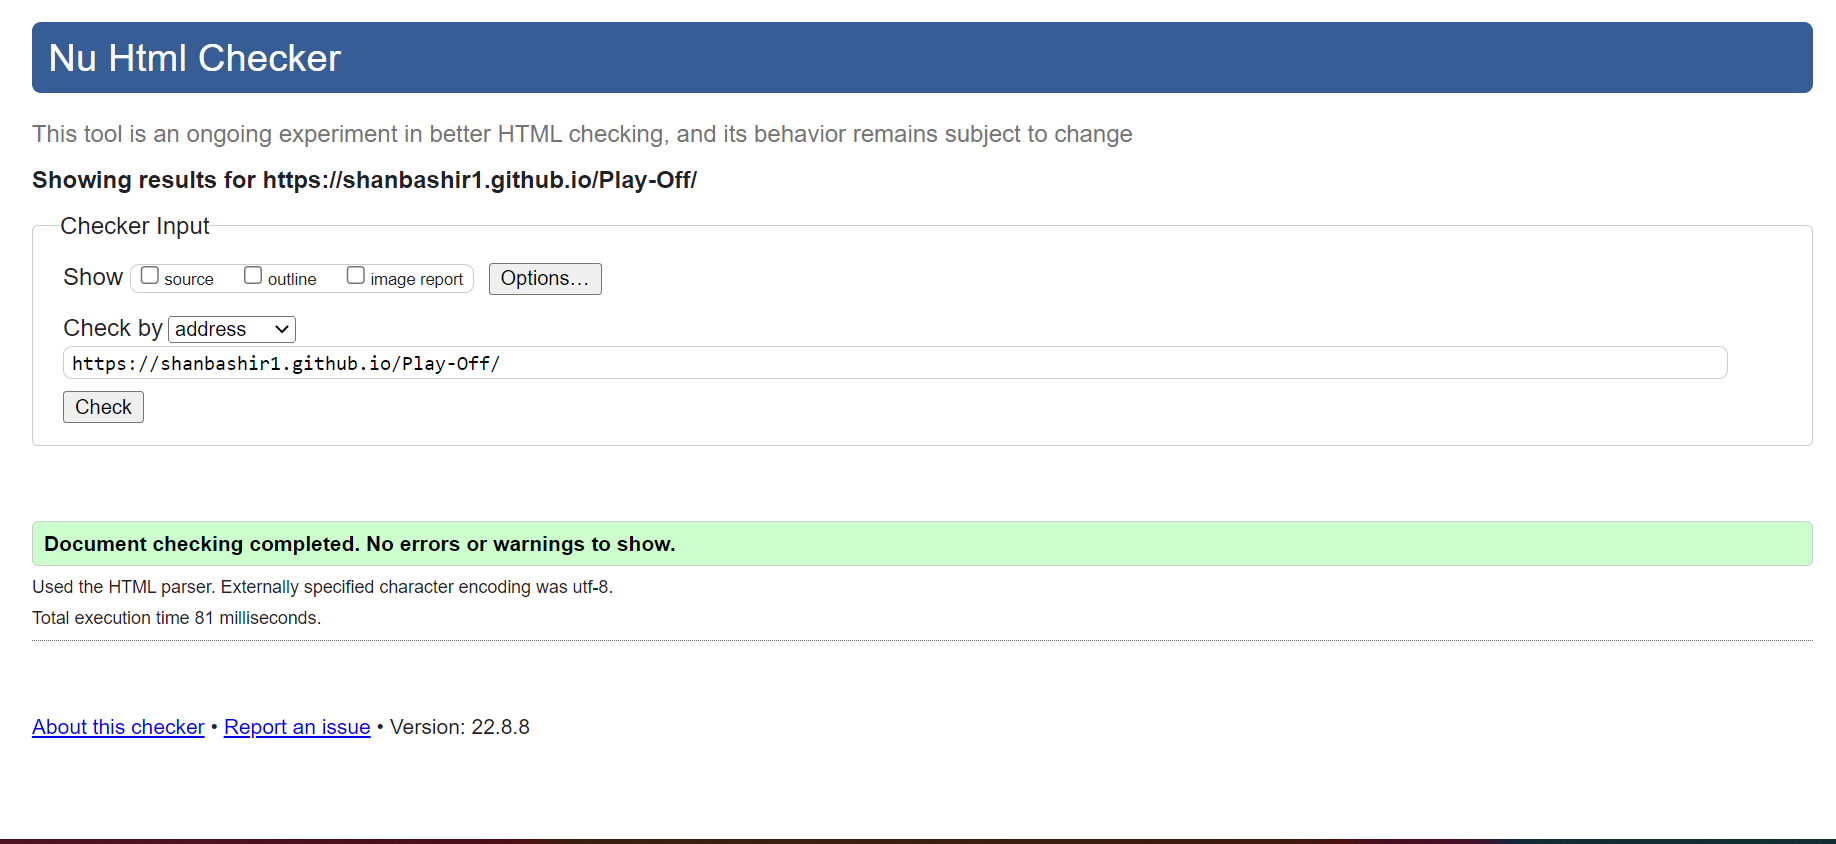 Nu Html Checker
This tool is an ongoing experiment in better HTML checking, and its behavior remains subject to change
Showing results for https://shanbashir1.github.io/Play-Off/
Checker Input
Show source outline image report Options...
Check by address
https://shanbashir1.github.io/Play-Off/
Check
Document checking completed. No errors or warnings to show.
Used the HTML parser. Externally specified character encoding was utf-8.
Total execution time 81 milliseconds.
About this checker • Report an issue • Version: 22.8.8